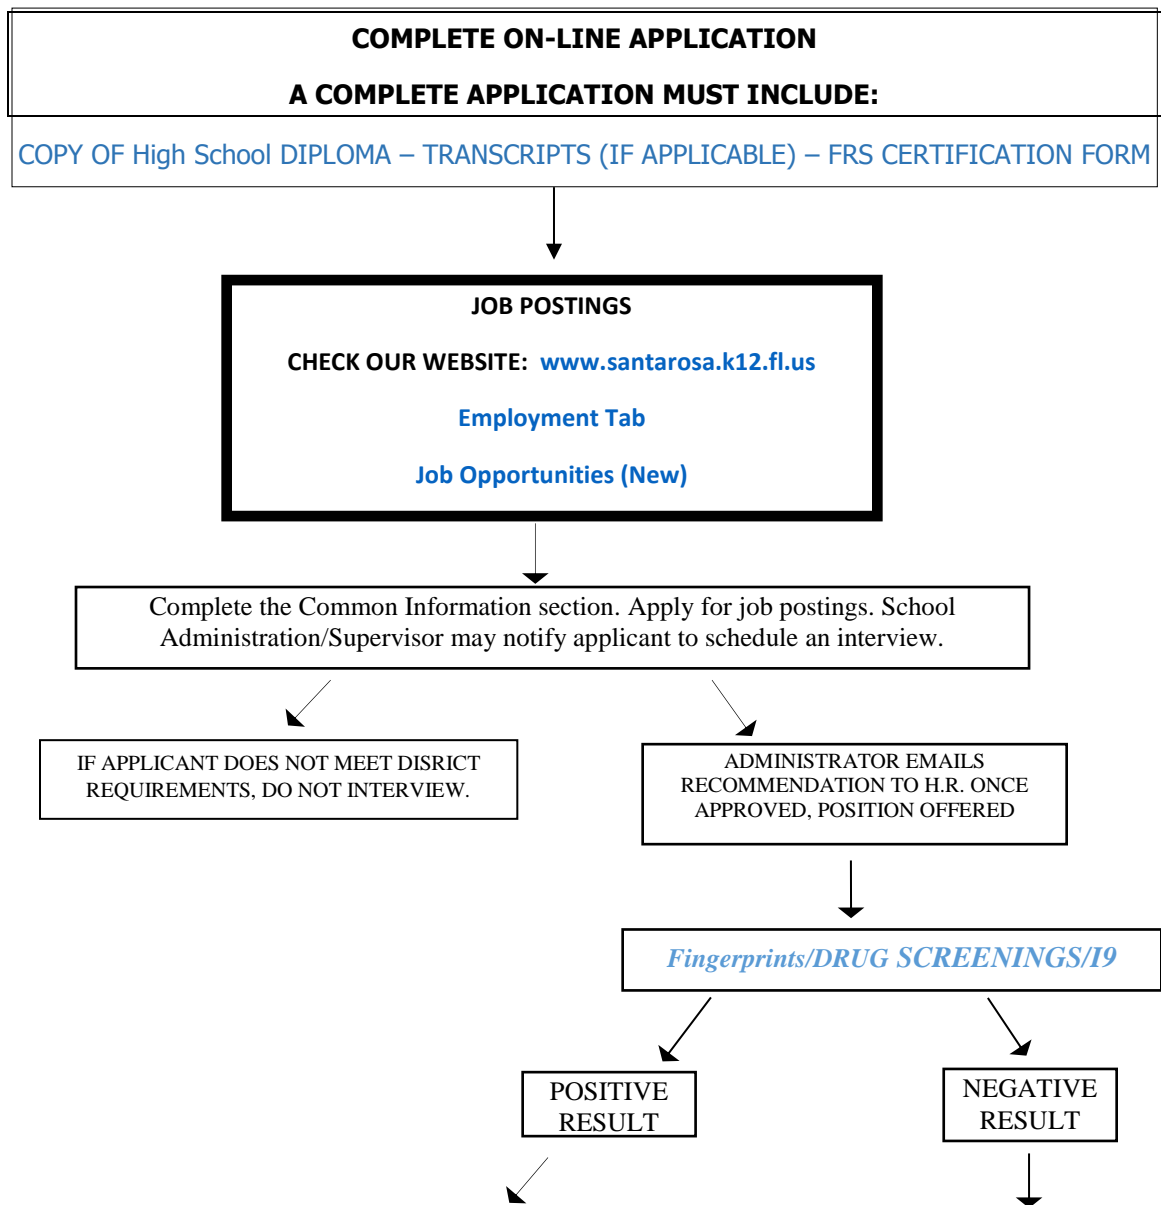 COMPLETE ON-LINE APPLICATION
A COMPLETE APPLICATION MUST INCLUDE:
COPY OF High School DIPLOMA – TRANSCRIPTS (IF APPLICABLE) – FRS CERTIFICATION FORM
JOB POSTINGS
CHECK OUR WEBSITE: www.santarosa.k12.fl.us
Employment Tab
Job Opportunities (New)
Complete the Common Information section. Apply for job postings. School
Administration/Supervisor may notify applicant to schedule an interview.
IF APPLICANT DOES NOT MEET DISRICT
REQUIREMENTS, DO NOT INTERVIEW.
ADMINISTRATOR EMAILS
RECOMMENDATION TO H.R. ONCE
APPROVED, POSITION OFFERED
Fingerprints/DRUG SCREENINGS/I9
POSITIVE
RESULT
NEGATIVE
RESULT